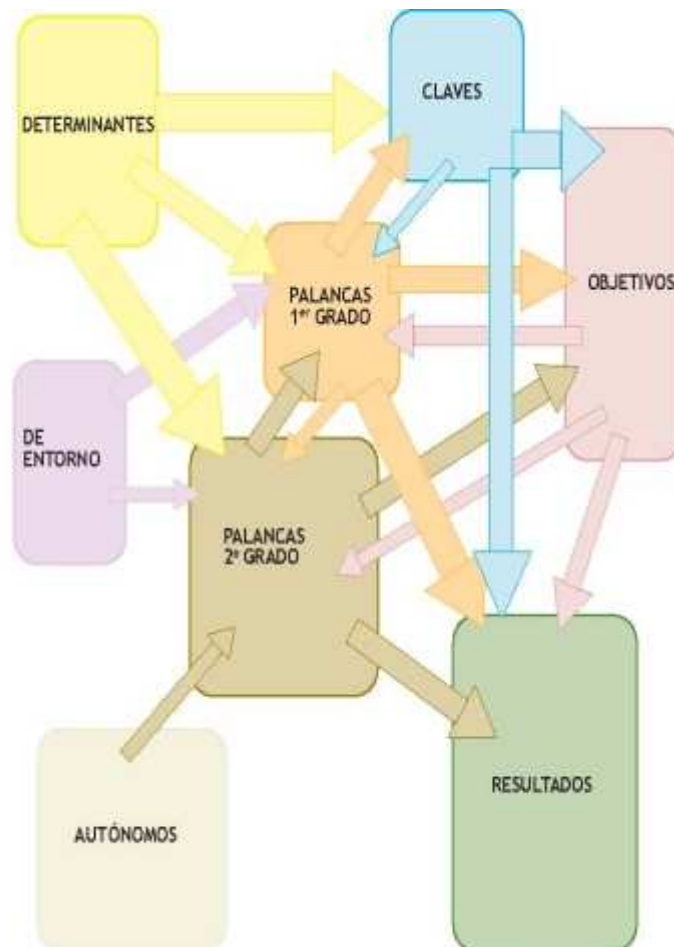 CLAVES
DETERMINANTES
OBJETIVOS
PALANCAS
1er GRADO
DE
ENTORNO
PALANCAS
2º GRADO
RESULTADOS
AUTÓNOMOS